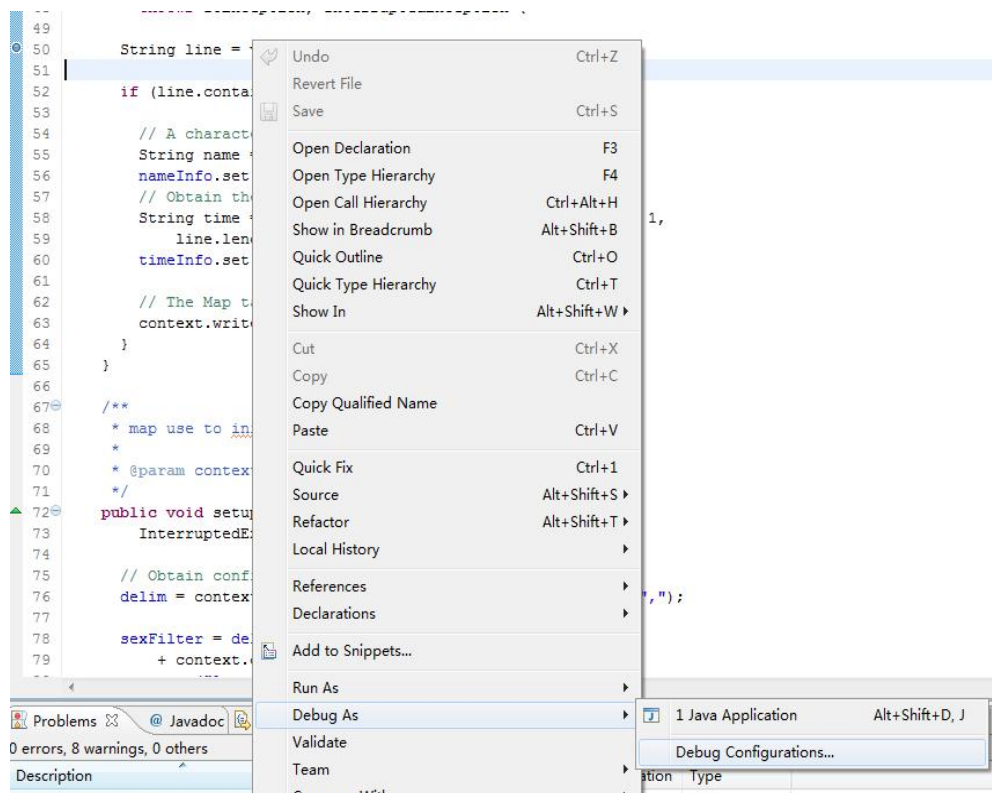 49
50 String line =
51
52 if (line.contai
53
54 // A charact
55 String name =
56 nameInfo.set
57 // Obtain th
58 String time = 1,
59 line.len
60 timeInfo.set
61
62 // The Map t
63 context.write
64 }
65 }
66
67 /**
68 * map use to in
69 *
70 * @param contex
71 */
72 public void setu
73 InterruptedE
74
75 // Obtain conf
76 delim = contex ",");
77
78 sexFilter = de
79 + context.
Undo Ctrl+Z
Revert File
Save Ctrl+S
Open Declaration F3
Open Type Hierarchy F4
Open Call Hierarchy Ctrl+Alt+H
Show in Breadcrumb Alt+Shift+B
Quick Outline Ctrl+O
Quick Type Hierarchy Ctrl+T
Show In Alt+Shift+W
Cut Ctrl+X
Copy Ctrl+C
Copy Qualified Name
Paste Ctrl+V
Quick Fix Ctrl+1
Source Alt+Shift+S
Refactor Alt+Shift+T
Local History
References
Declarations
Add to Snippets...
Run As
Debug As
Validate
Team
1 Java Application Alt+Shift+D, J
Debug Configurations...
Problems @ Javadoc
0 errors, 8 warnings, 0 others
Description ation Type